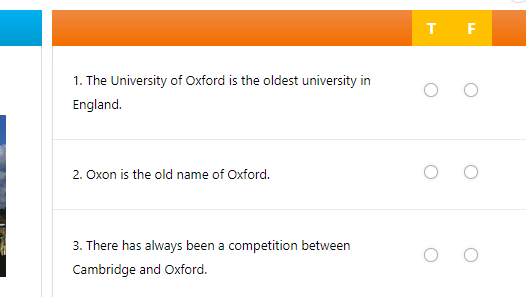 T F
1. The University of Oxford is the oldest university in
England.
2. Oxon is the old name of Oxford.
3. There has always been a competition between
Cambridge and Oxford.